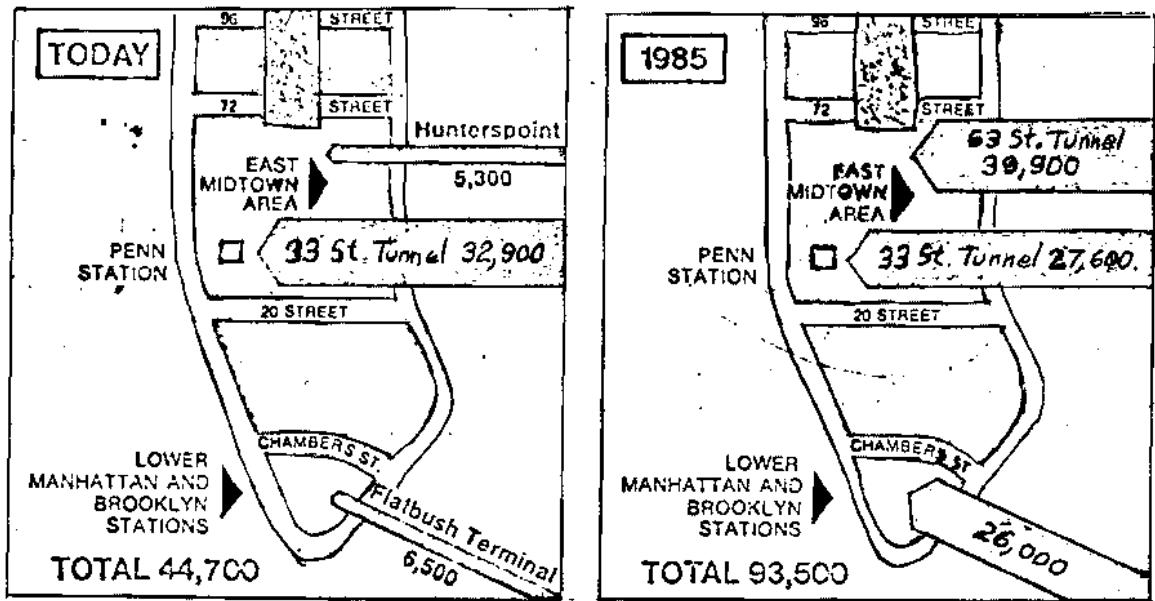 TODAY
96 STREET
72 STREET
Hunterspoint
5,300
EAST
MIDTOWN
AREA
PENN
STATION
33 St. Tunnel 32,900
20 STREET
CHAMBERS ST.
LOWER
MANHATTAN AND
BROOKLYN
STATIONS
Flatbush Terminal
6,500
TOTAL 44,700
1985
96 STREET
72 STREET
63 St. Tunnel
39,900
EAST
MIDTOWN
AREA
PENN
STATION
33 St. Tunnel 27,600.
20 STREET
CHAMBERS ST
LOWER
MANHATTAN AND
BROOKLYN
STATIONS
26,000
TOTAL 93,500